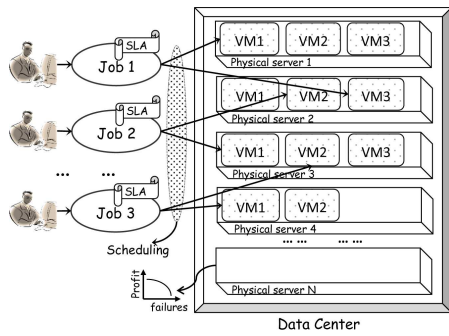 SLA
Job 1
VM1 VM2 VM3
Physical server 1
SLA
Job 2
VM1 VM2 VM3
Physical server 2
... ...
VM1 VM2 VM3
Physical server 3
SLA
Job 3
VM1 VM2
Physical server 4
... ... ... ...
Scheduling
Profit
failures
Physical server N
Data Center